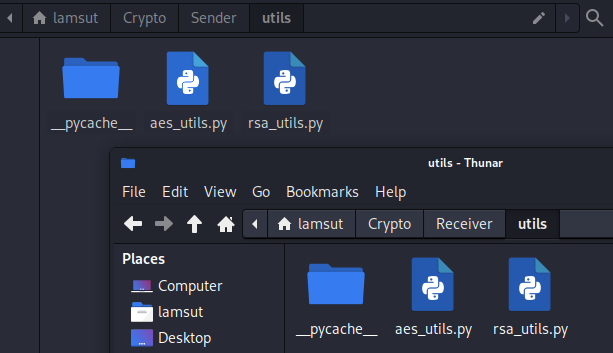 lamsut Crypto Sender utils
__pycache__ aes_utils.py rsa_utils.py
utils - Thunar
File Edit View Go Bookmarks Help
lamsut Crypto Receiver utils
Places
Computer
lamsut
Desktop
__pycache__ aes_utils.py rsa_utils.py